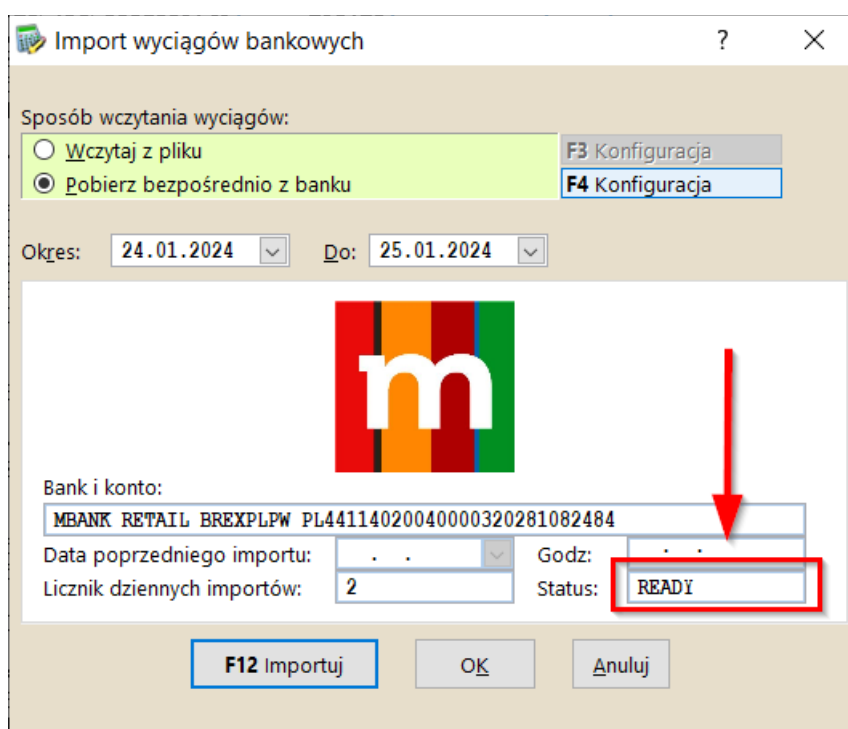 Import wyciągów bankowych ? X
Sposób wczytania wyciągów:
Wczytaj z pliku F3 Konfiguracja
Pobierz bezpośrednio z banku F4 Konfiguracja
Okres: 24.01.2024 Do: 25.01.2024
m
Bank i konto:
MBANK RETAIL BREXPLPW PL44114020040000320281082484
Data poprzedniego importu: . . Godz: . .
Licznik dziennych importów: 2 Status: READY
F12 Importuj OK Anuluj